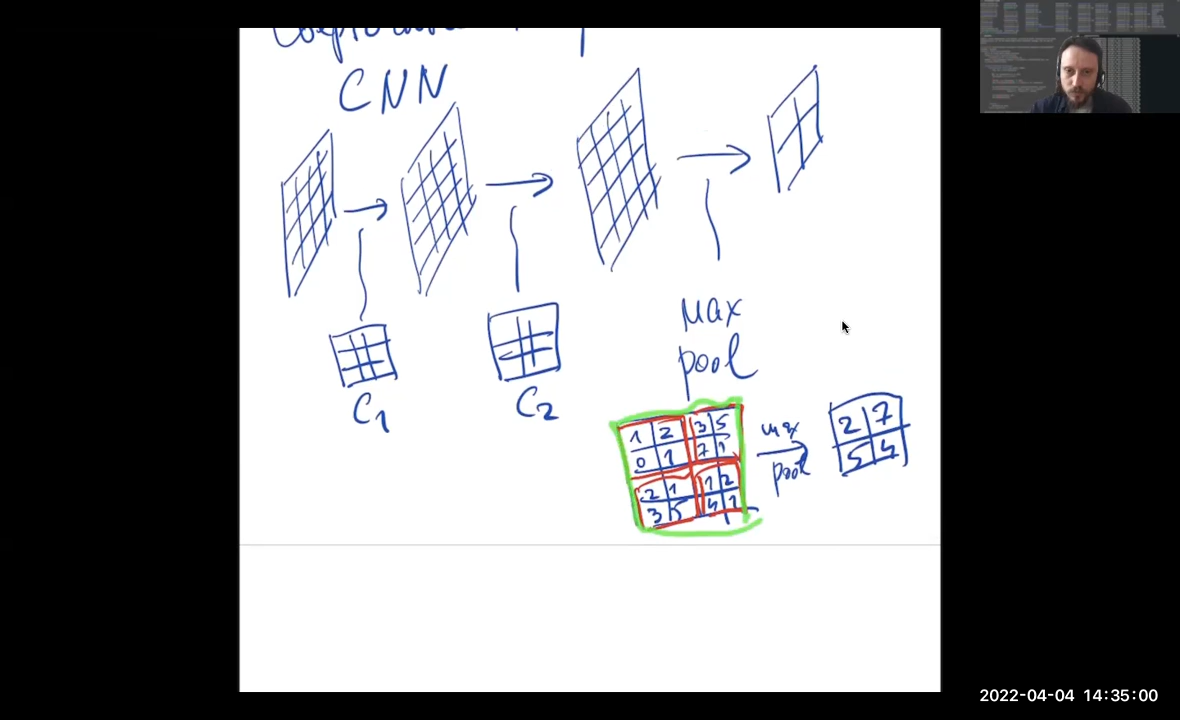 CNN
C1
C2
max
pool
1 2 3 5
0 1 7 1
2 1 1 2
3 5 4 1
max
pool
2 7
5 4
2022-04-04 14:35:00